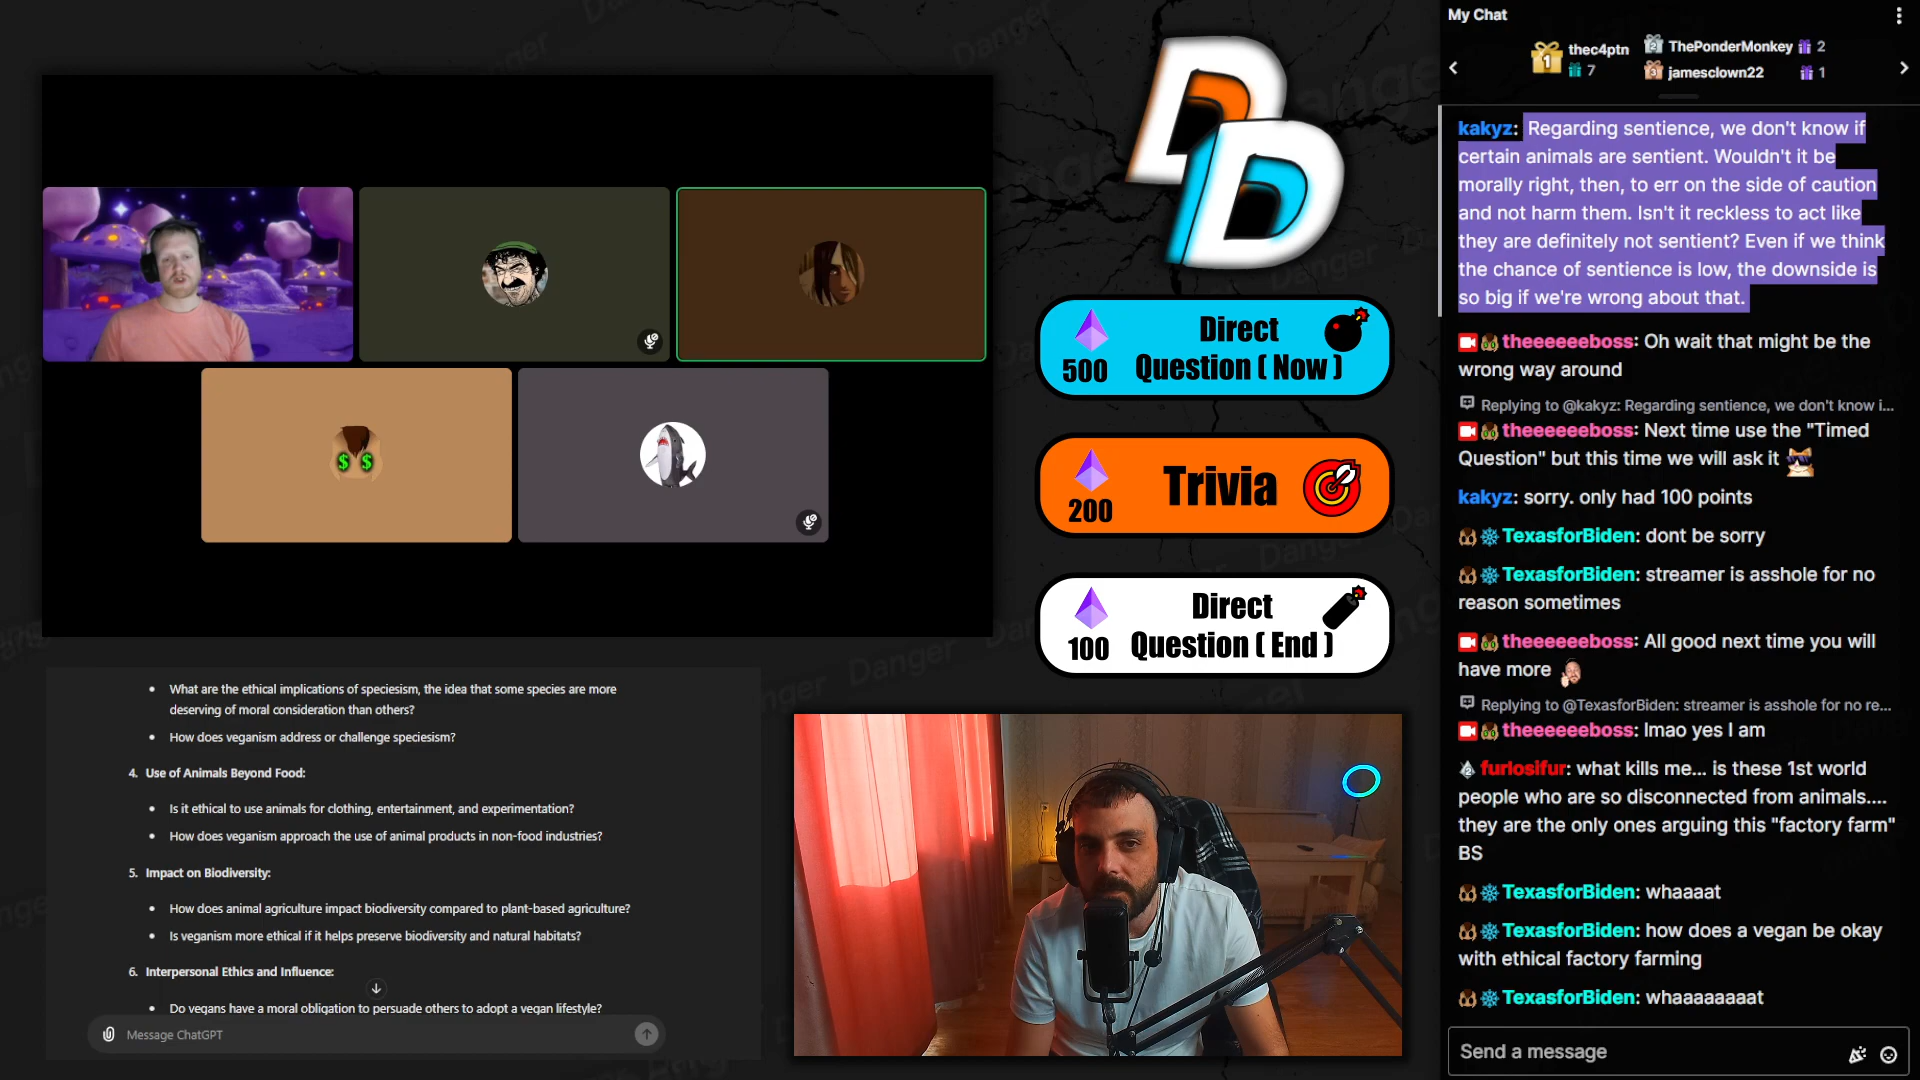 My Chat
thec4ptn
7
ThePonderMonkey 2
jamesclown22 1
kakyz: Regarding sentience, we don't know if
certain animals are sentient. Wouldn't it be
morally right, then, to err on the side of caution
and not harm them. Isn't it reckless to act like
they are definitely not sentient? Even if we think
the chance of sentience is low, the downside is
so big if we're wrong about that.
theeeeeeboss: Oh wait that might be the
wrong way around
Replying to @kakyz: Regarding sentience, we don't know i...
theeeeeeboss: Next time use the "Timed
Question" but this time we will ask it
kakyz: sorry. only had 100 points
TexasforBiden: dont be sorry
TexasforBiden: streamer is asshole for no
reason sometimes
theeeeeeboss: All good next time you will
have more
Replying to @TexasforBiden: streamer is asshole for no re...
theeeeeeboss: lmao yes I am
furlosifur: what kills me... is these 1st world
people who are so disconnected from animals....
they are the only ones arguing this "factory farm"
BS
TexasforBiden: whaaaat
TexasforBiden: how does a vegan be okay
with ethical factory farming
TexasforBiden: whaaaaaaaat
Send a message
DD
500 Direct
Question ( Now )
200 Trivia
100 Direct
Question ( End )
• What are the ethical implications of speciesism, the idea that some species are more
deserving of moral consideration than others?
• How does veganism address or challenge speciesism?
4. Use of Animals Beyond Food:
• Is it ethical to use animals for clothing, entertainment, and experimentation?
• How does veganism approach the use of animal products in non-food industries?
5. Impact on Biodiversity:
• How does animal agriculture impact biodiversity compared to plant-based agriculture?
• Is veganism more ethical if it helps preserve biodiversity and natural habitats?
6. Interpersonal Ethics and Influence:
• Do vegans have a moral obligation to persuade others to adopt a vegan lifestyle?
Message ChatGPT